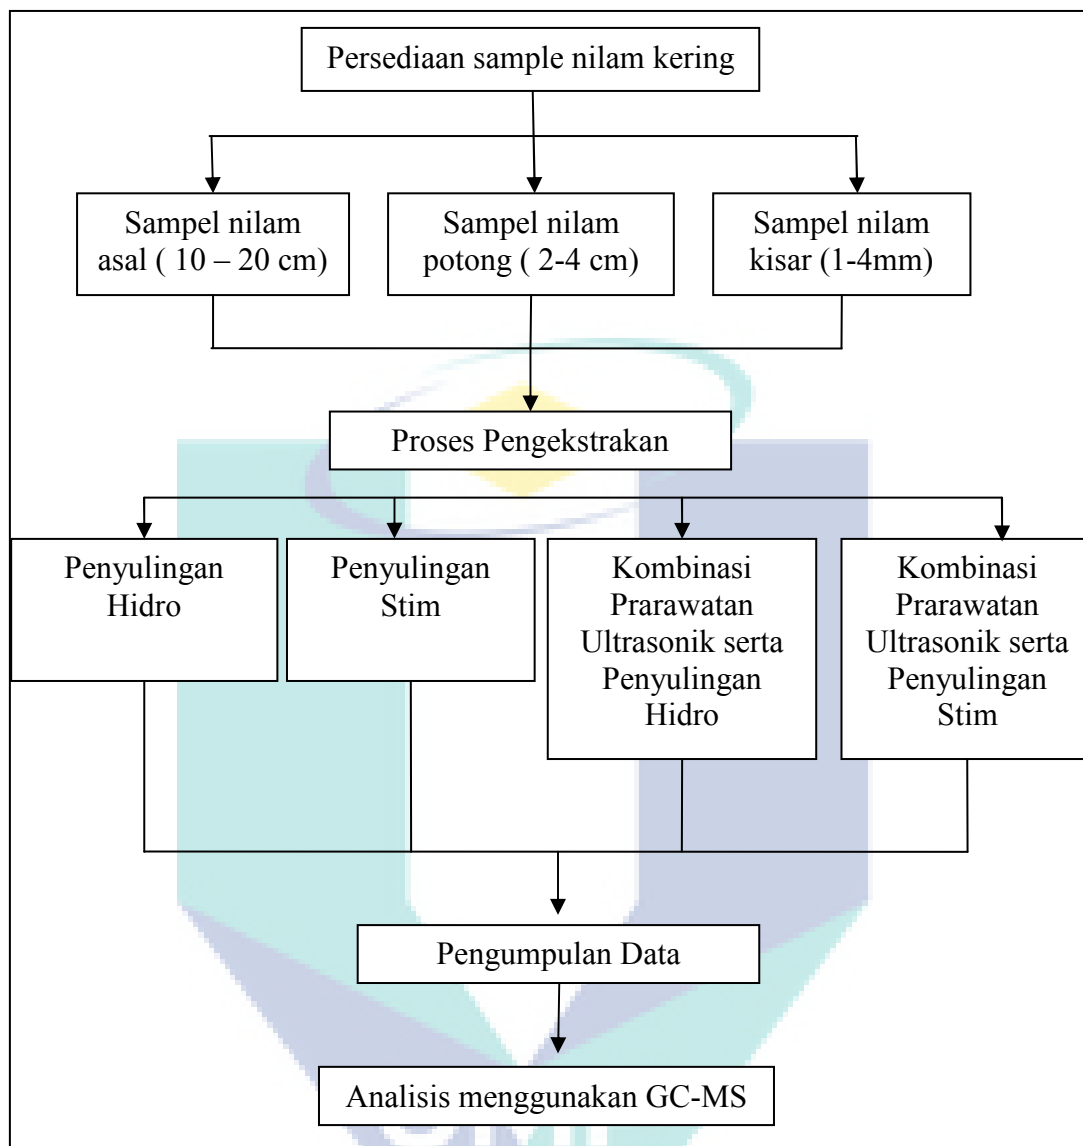 Persediaan sample nilam kering
Sampel nilam
asal ( 10 – 20 cm)
Sampel nilam
potong ( 2-4 cm)
Sampel nilam
kisar (1-4mm)
Proses Pengekstrakan
Penyulingan
Hidro
Penyulingan
Stim
Kombinasi
Prarawatan
Ultrasonik serta
Penyulingan
Hidro
Kombinasi
Prarawatan
Ultrasonik serta
Penyulingan
Stim
Pengumpulan Data
Analisis menggunakan GC-MS